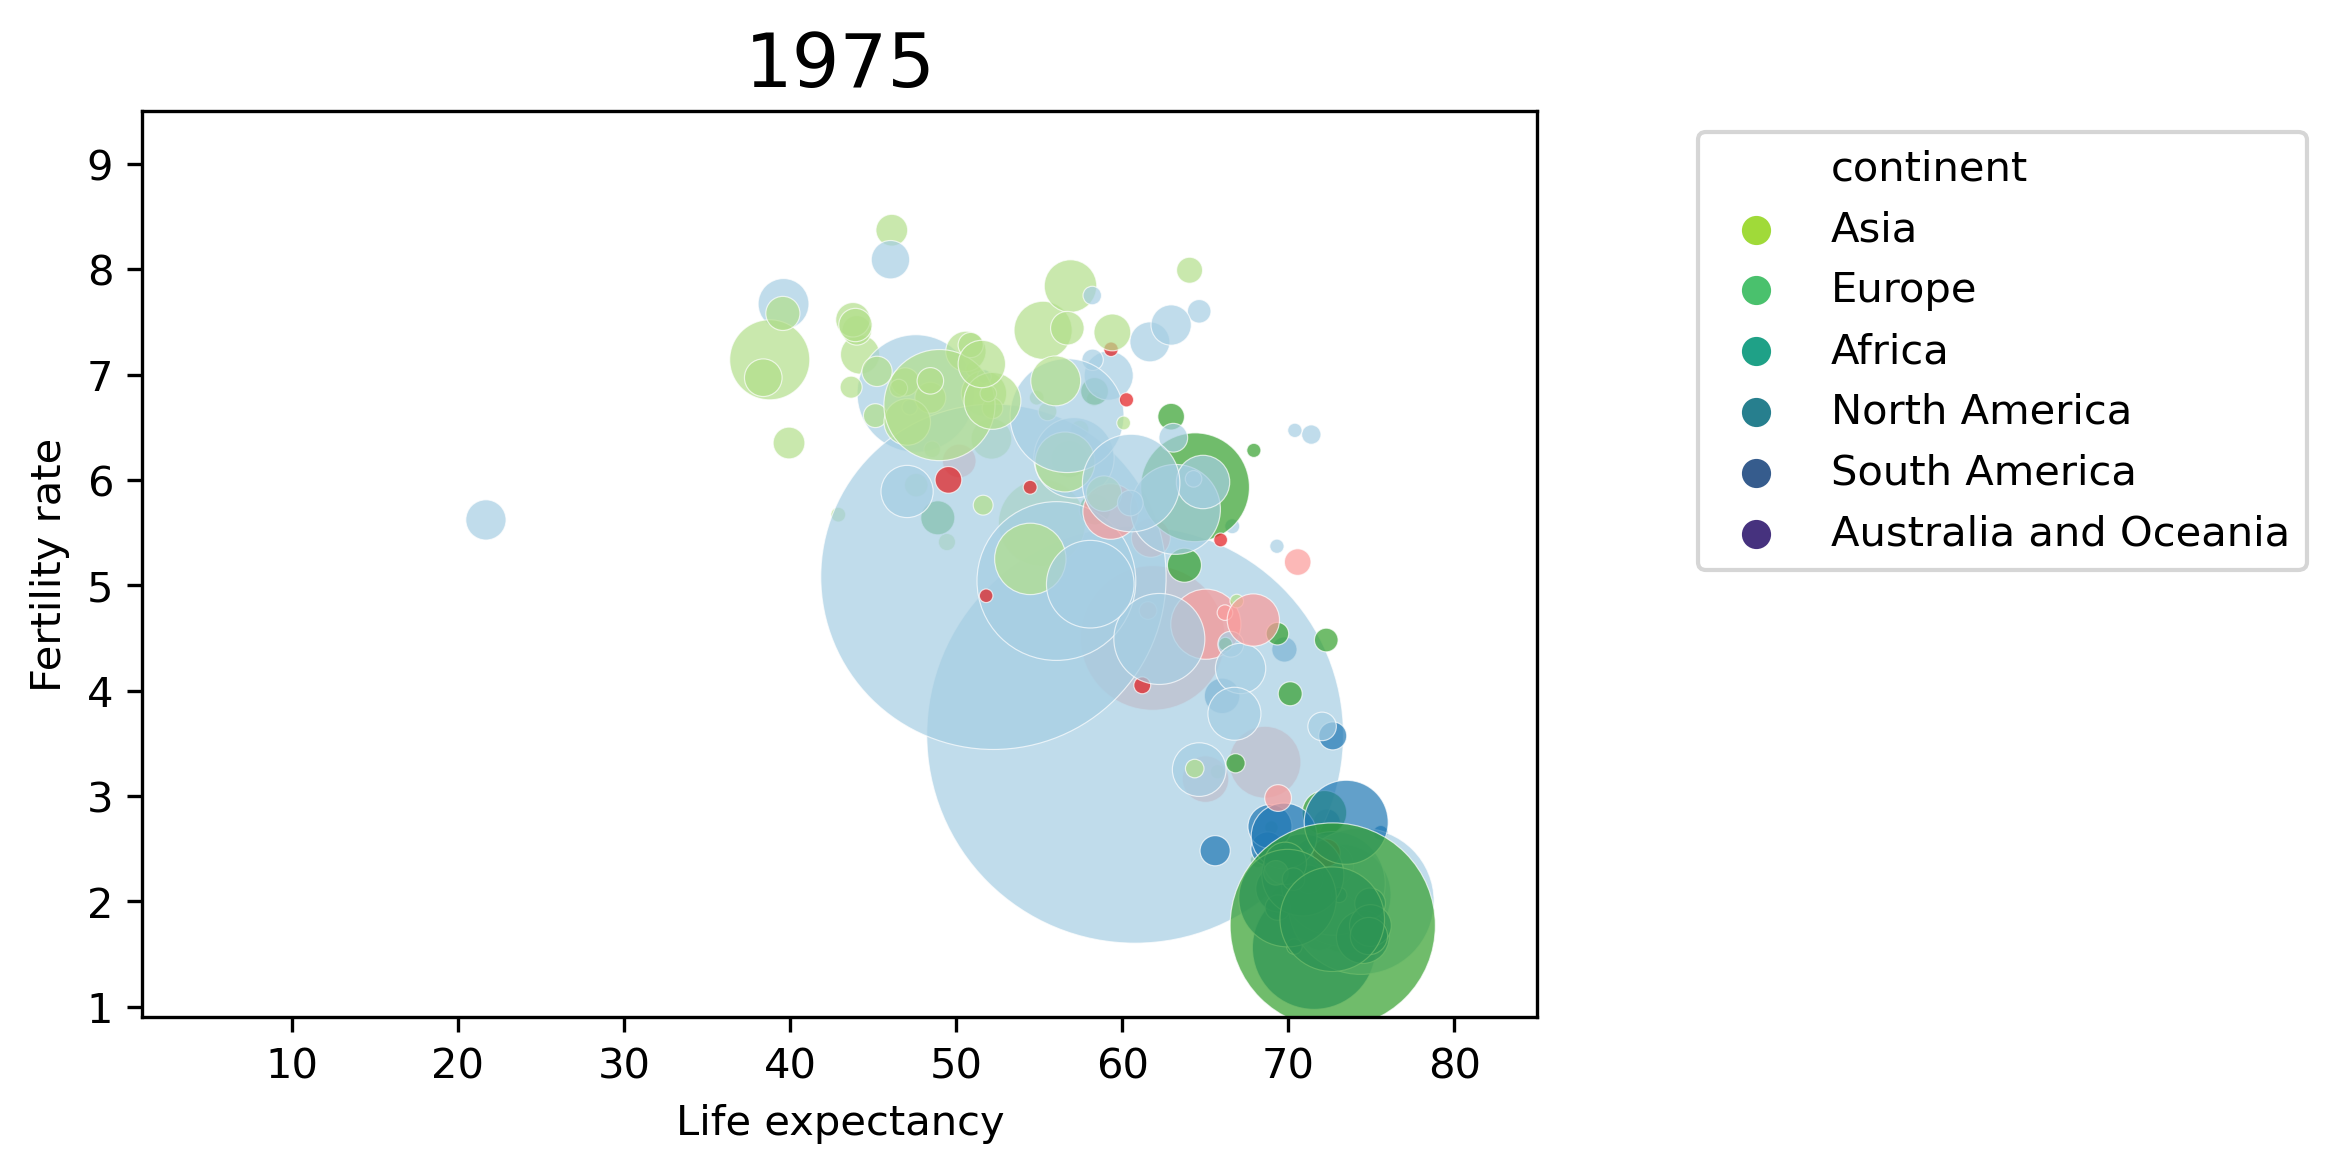 1975
9
8
7
6
5
4
3
2
1
Fertility rate
10 20 30 40 50 60 70 80
Life expectancy
continent
Asia
Europe
Africa
North America
South America
Australia and Oceania